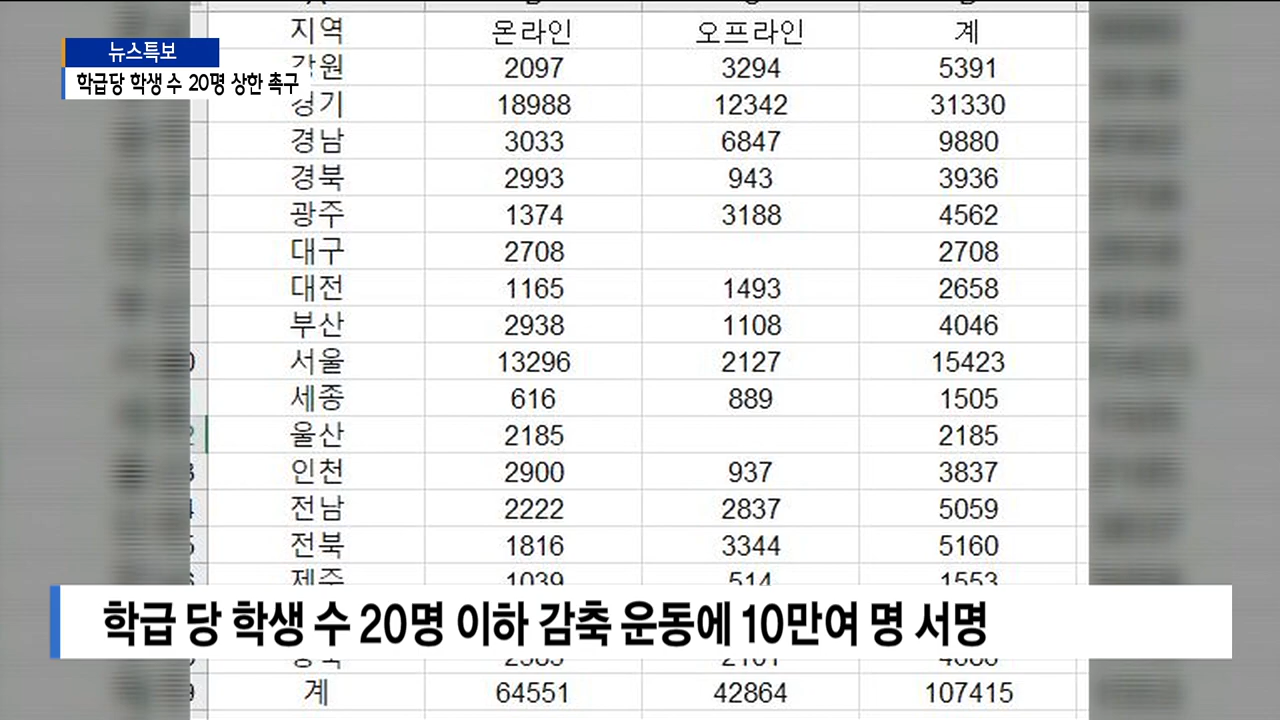 지역 온라인 오프라인 계
뉴스특보
학급당 학생 수 20명 상한 촉구
강원 2097 3294 5391
경기 18988 12342 31330
경남 3033 6847 9880
경북 2993 943 3936
광주 1374 3188 4562
대구 2708 2708
대전 1165 1493 2658
부산 2938 1108 4046
서울 13296 2127 15423
세종 616 889 1505
울산 2185 2185
인천 2900 937 3837
전남 2222 2837 5059
전북 1816 3344 5160
제주 1039 514 1553
학급 당 학생 수 20명 이하 감축 운동에 10만여 명 서명
계 64551 42864 107415